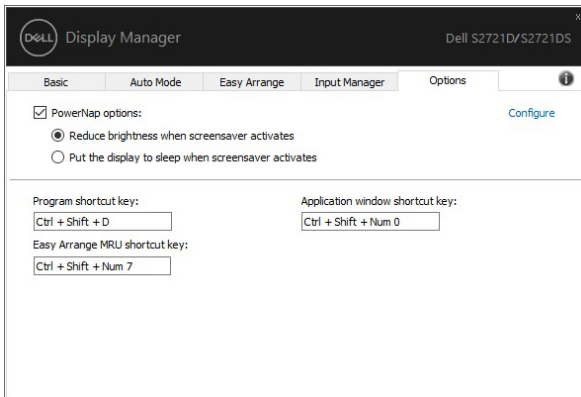 DELL Display Manager Dell S2721D/S2721DS
Basic Auto Mode Easy Arrange Input Manager Options
PowerNap options: Configure
Reduce brightness when screensaver activates
Put the display to sleep when screensaver activates
Program shortcut key: Application window shortcut key:
Ctrl + Shift + D Ctrl + Shift + Num 0
Easy Arrange MRU shortcut key:
Ctrl + Shift + Num 7